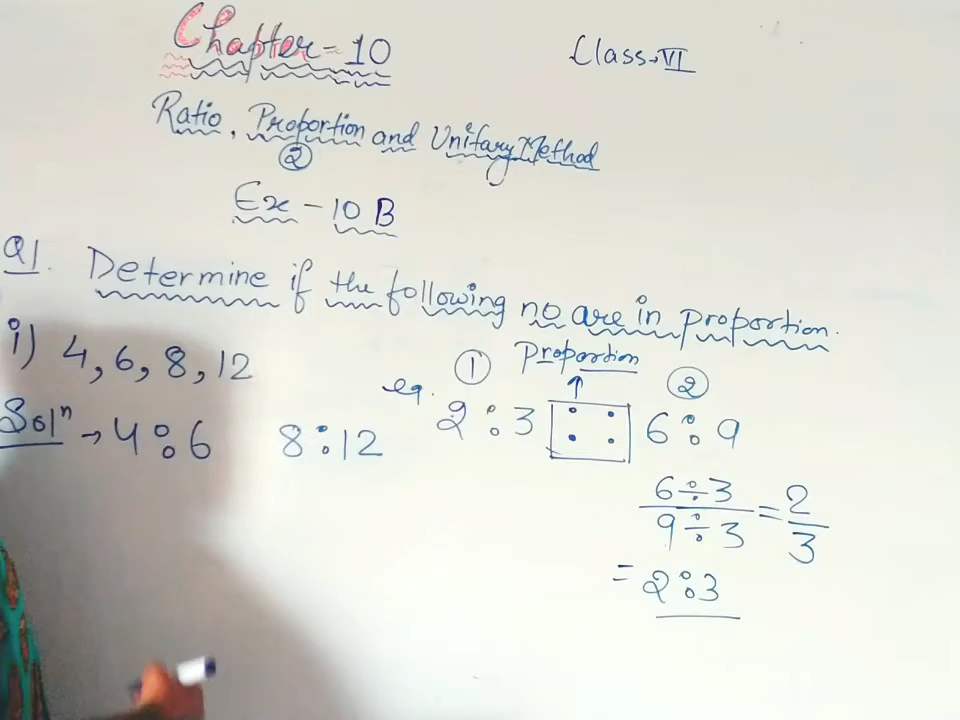 Chapter-10
Class-VI
Ratio, Proportion and Unitary Method
②
Ex - 10 B
Q1. Determine if the following no are in proportion.
i) 4, 6, 8, 12
① Proportion ②
↑
eg. 2:3 :: 6:9
Solⁿ → 4:6 8:12
6÷3/9÷3 = 2/3
= 2:3